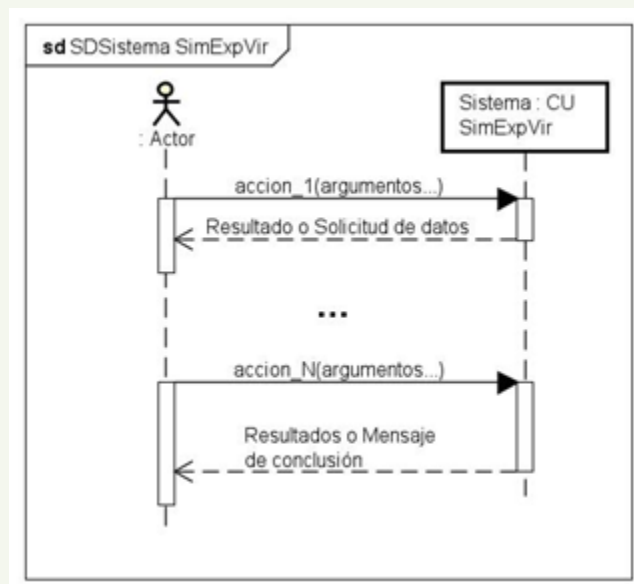 sd SDSistema SimExpVir
Sistema : CU
SimExpVir
: Actor
accion_1(argumentos...)
Resultado o Solicitud de datos
...
accion_N(argumentos...)
Resultados o Mensaje
de conclusión